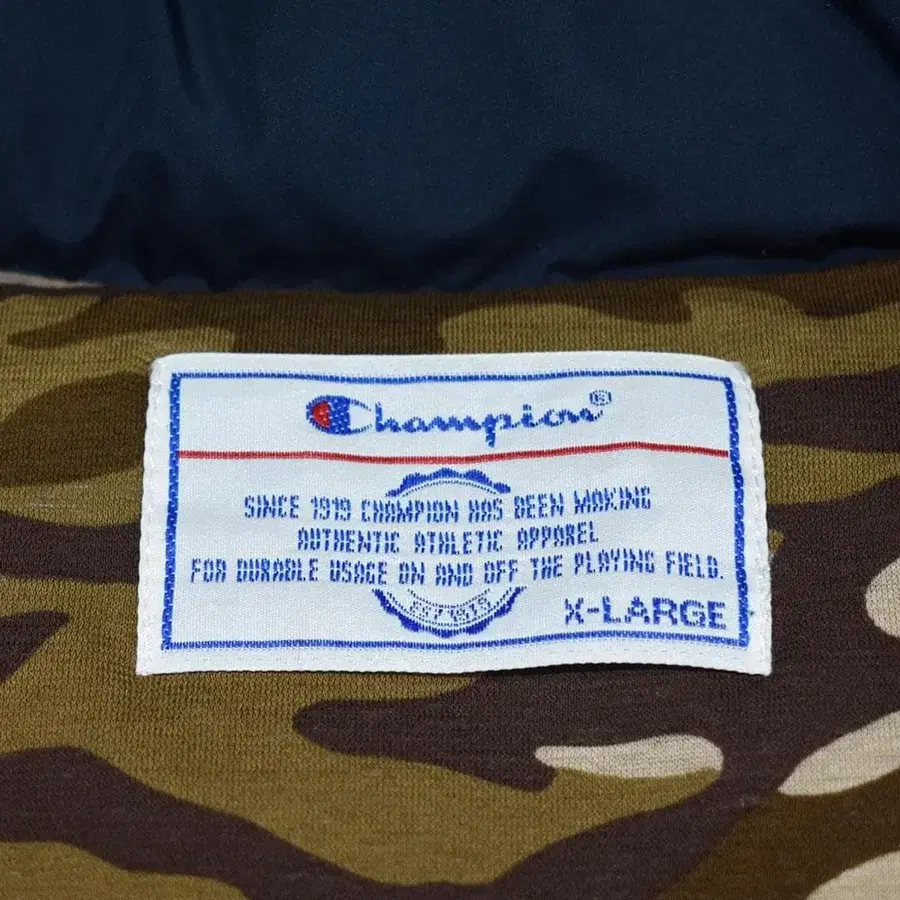 Champion®
SINCE 1919 CHAMPION HAS BEEN MAKING
AUTHENTIC ATHLETIC APPAREL
FOR DURABLE USAGE ON AND OFF THE PLAYING FIELD.
X-LARGE